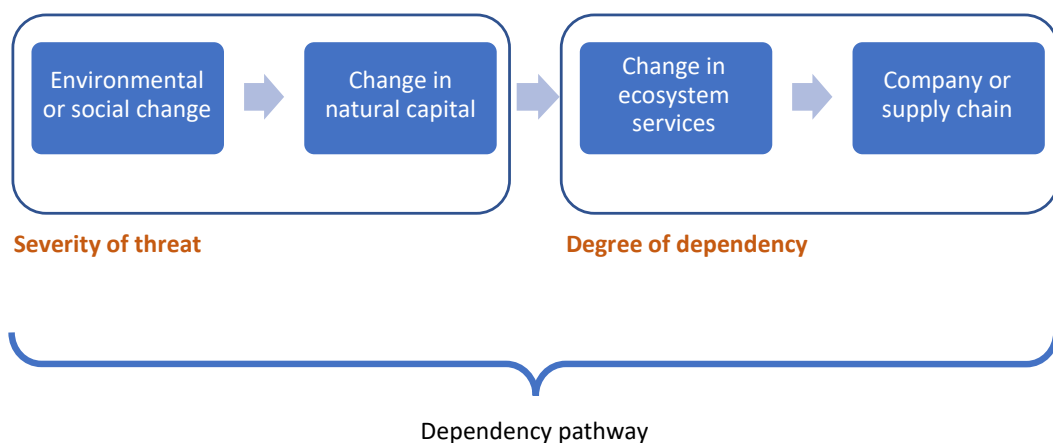 Environmental
or social change
Change in
natural capital
Change in
ecosystem
services
Company or
supply chain
Severity of threat
Degree of dependency
Dependency pathway